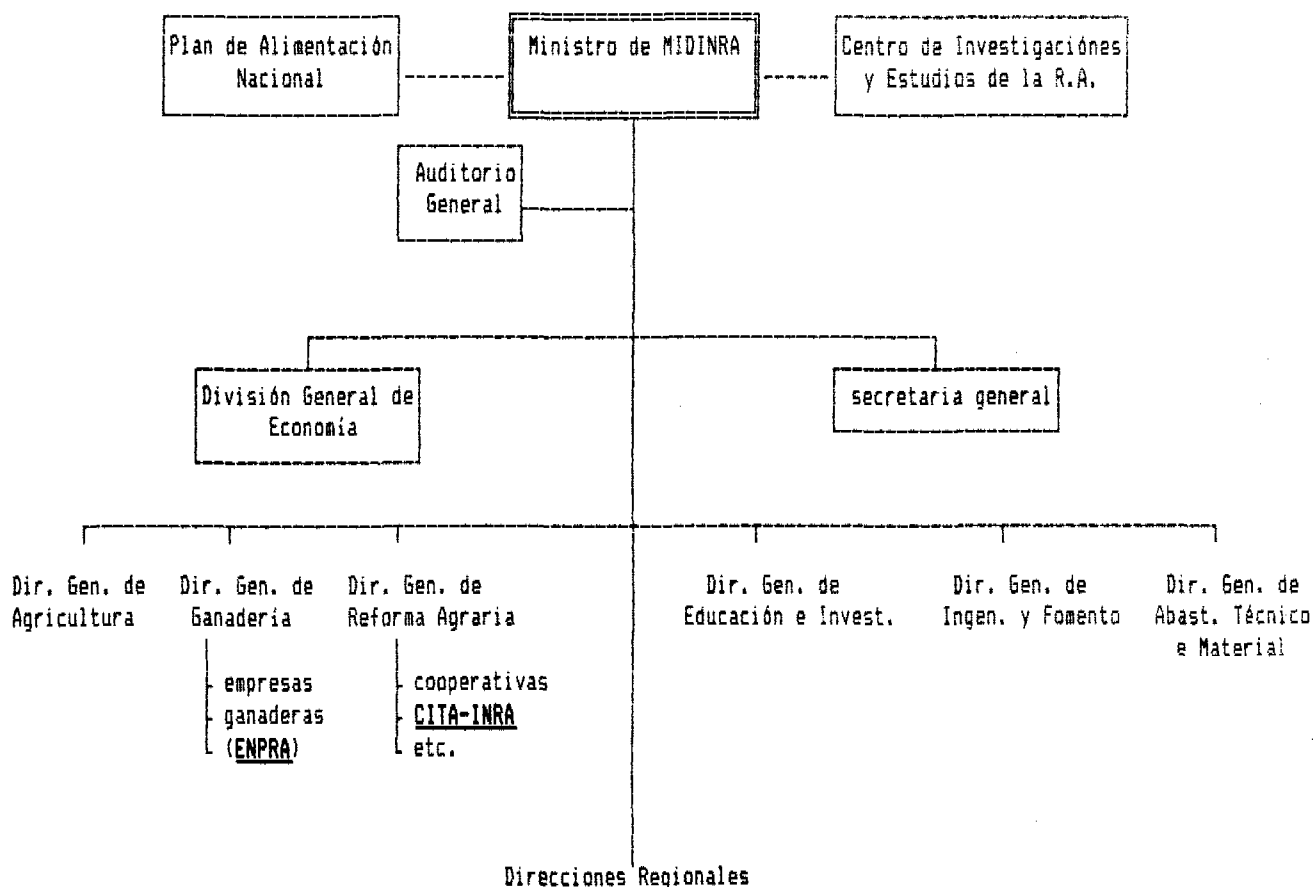 Plan de Alimentación
Nacional
Ministro de MIDINRA
Centro de Investigaciónes
y Estudios de la R.A.
Auditorio
General
División General de
Economía
secretaria general
Dir. Gen. de
Agricultura
Dir. Gen. de
Ganadería
Dir. Gen. de
Reforma Agraria
Dir. Gen. de
Educación e Invest.
Dir. Gen. de
Ingen. y Fomento
Dir. Gen. de
Abast. Técnico
e Material
empresas
ganaderas
(ENPRA)
cooperativas
CITA-INRA
etc.
Direcciones Regionales